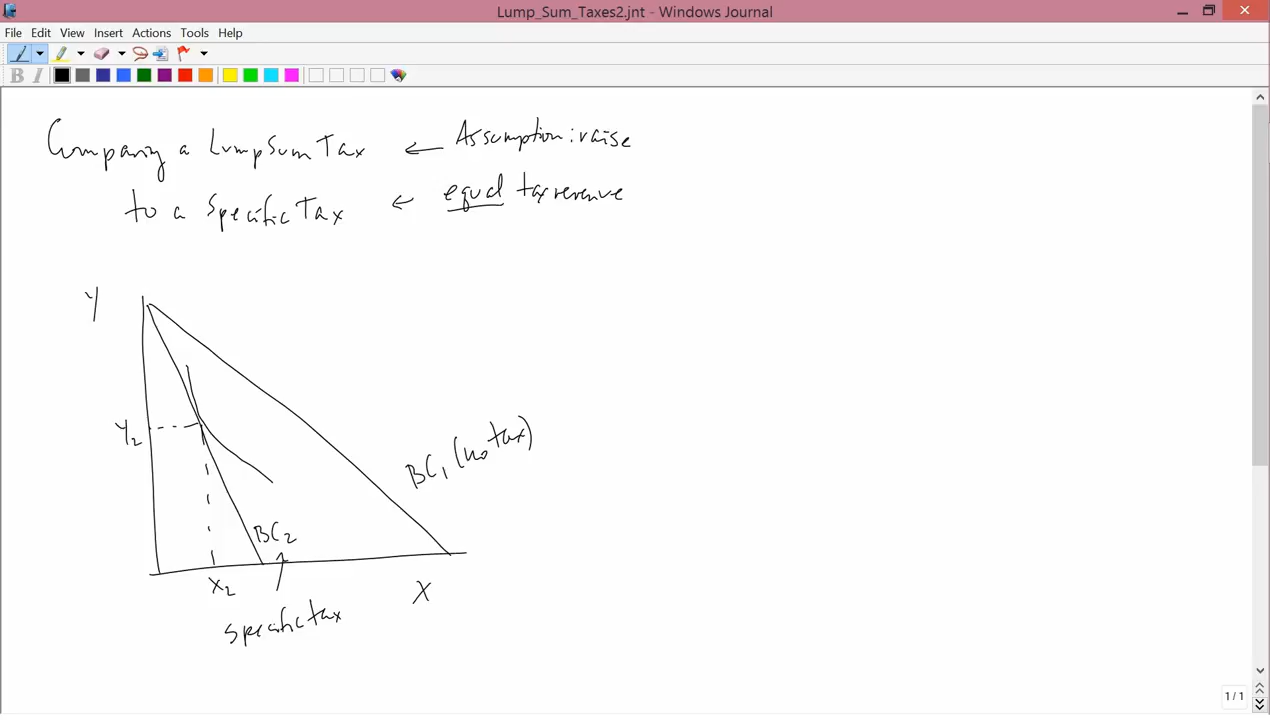 Lump_Sum_Taxes2.jnt - Windows Journal
File Edit View Insert Actions Tools Help
B I
Comparing a Lump Sum Tax ← Assumption: raise
to a Specific Tax ← equal tax revenue
Y
Y2
BC1 (no tax)
BC2
X2
X
specific tax
1 / 1